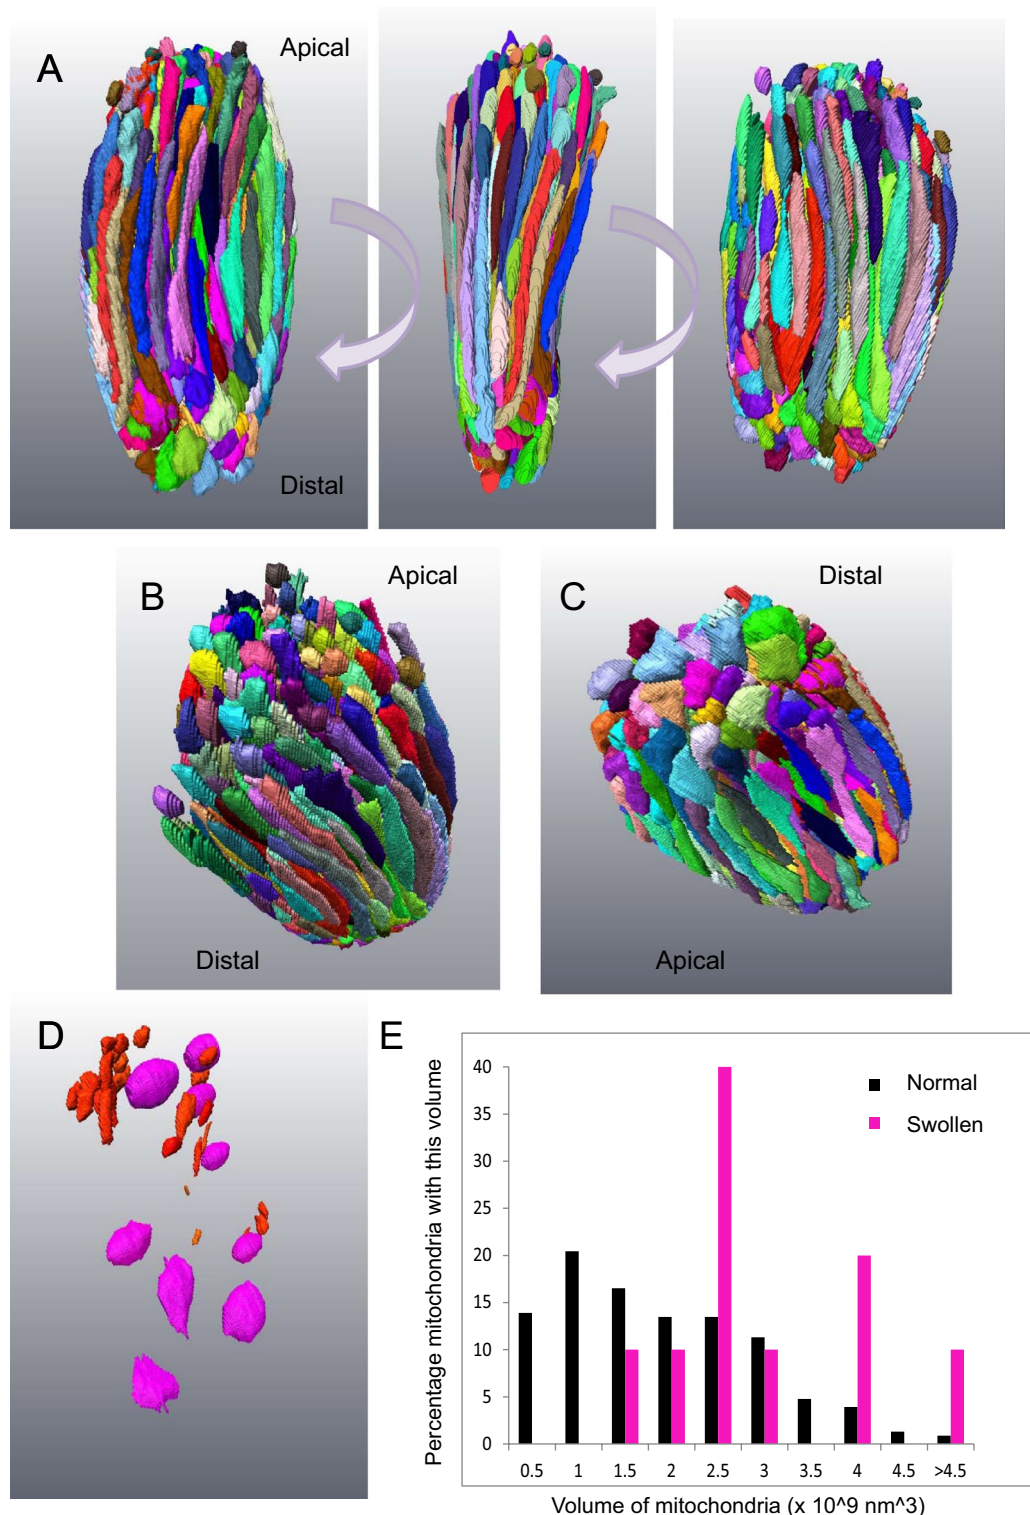 A
Apical
Distal
B
Apical
Distal
C
Distal
Apical
D
E
Percentage mitochondria with this volume
40
35
30
25
20
15
10
5
0
Normal
Swollen
0.5 1 1.5 2 2.5 3 3.5 4 4.5 >4.5
Volume of mitochondria (x 10^9 nm^3)